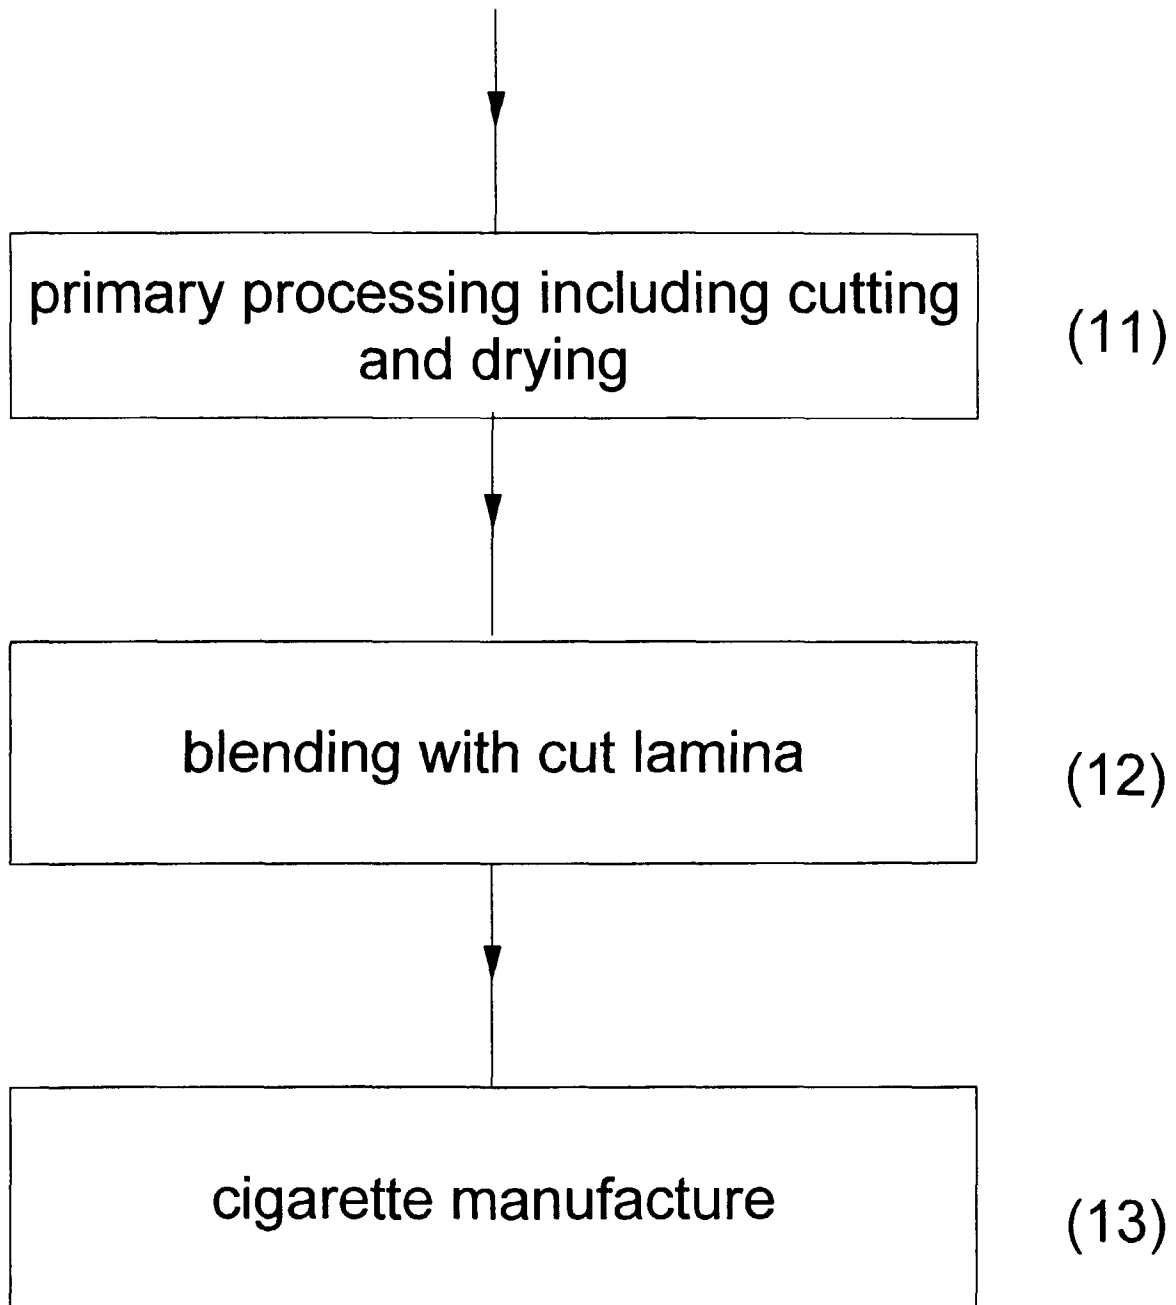 primary processing including cutting
and drying
(11)
blending with cut lamina
(12)
cigarette manufacture
(13)